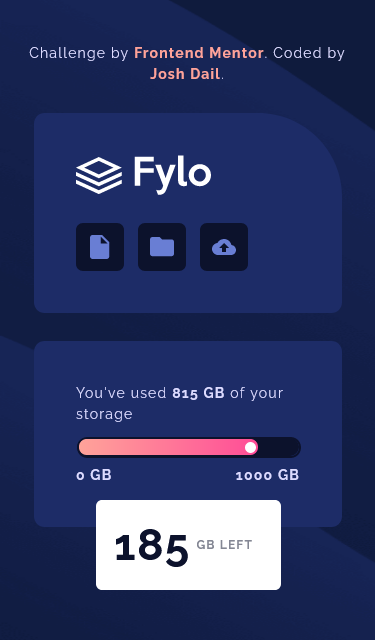 Challenge by Frontend Mentor. Coded by
Josh Dail.
Fylo
You've used 815 GB of your
storage
0 GB 1000 GB
185 GB LEFT